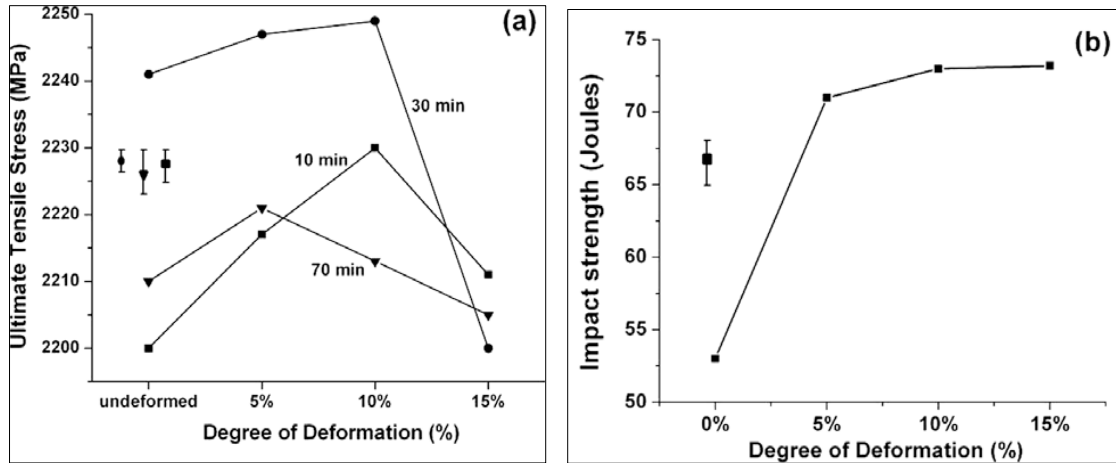 (a)
Ultimate Tensile Stress (MPa)
2250
2240
2230
2220
2210
2200
30 min
10 min
70 min
undeformed 5% 10% 15%
Degree of Deformation (%)
(b)
Impact strength (Joules)
75
70
65
60
55
50
0% 5% 10% 15%
Degree of Deformation (%)